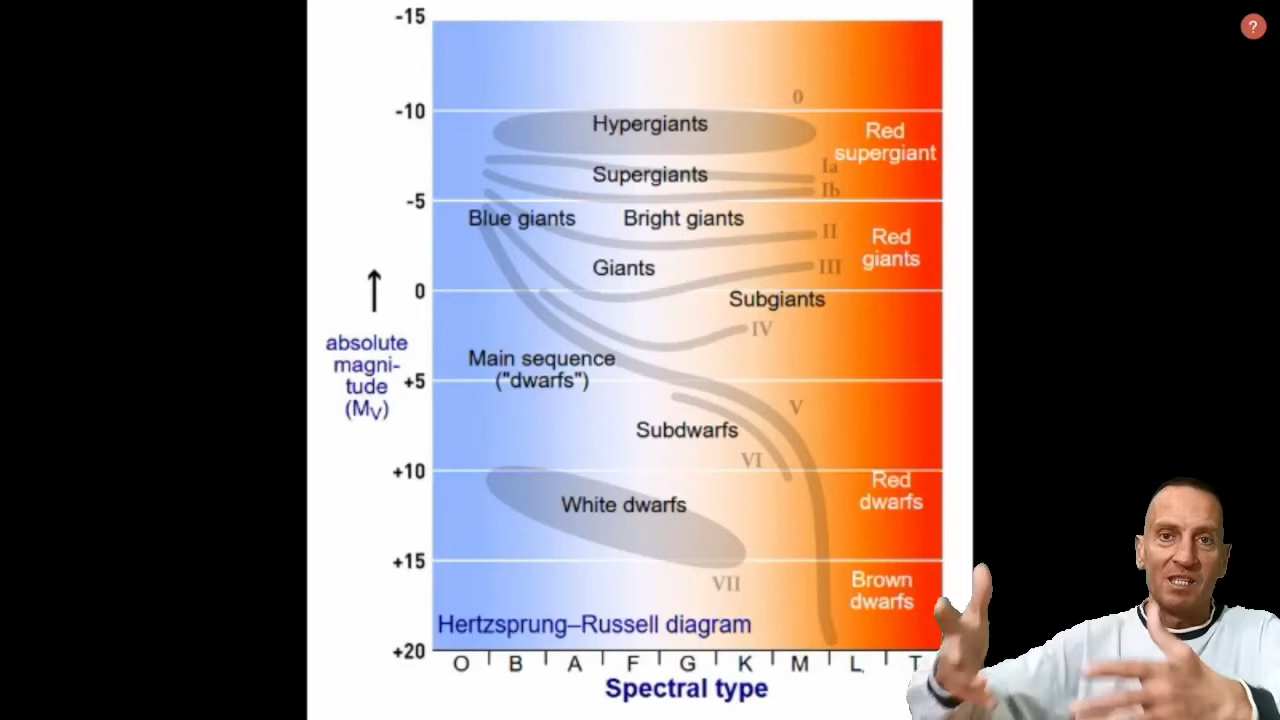 ?
-15
0
-10
Hypergiants
Red
supergiant
Ia
Supergiants
Ib
-5
Blue giants
Bright giants
II
Red
giants
Giants
III
0
Subgiants
IV
absolute
magni-
tude
(MV)
Main sequence
("dwarfs")
+5
V
Subdwarfs
VI
+10
Red
dwarfs
White dwarfs
+15
VII
Brown
dwarfs
Hertzsprung–Russell diagram
+20
O B A F G K M L T
Spectral type